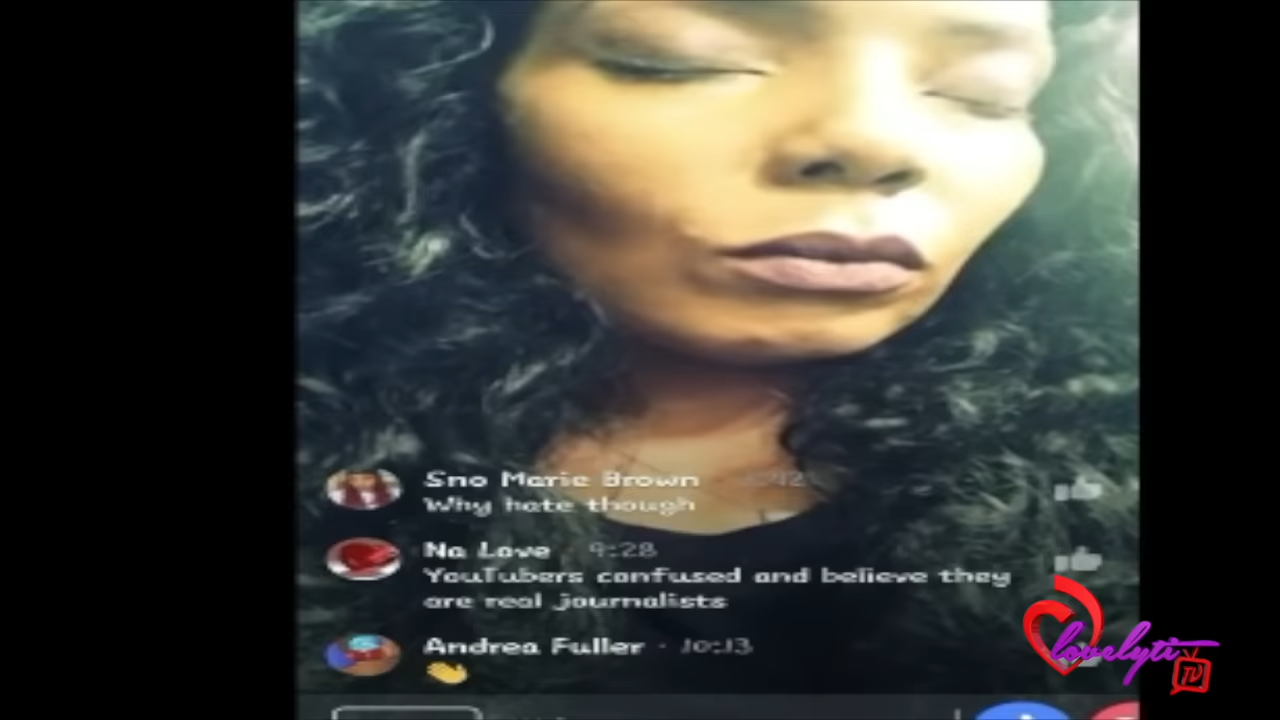 Sno Marie Brown
Why hate though
Na Love 9:28
YouTubers confused and believe they
are real journalists
Andrea Fuller · 10:13
lovelyti
TV